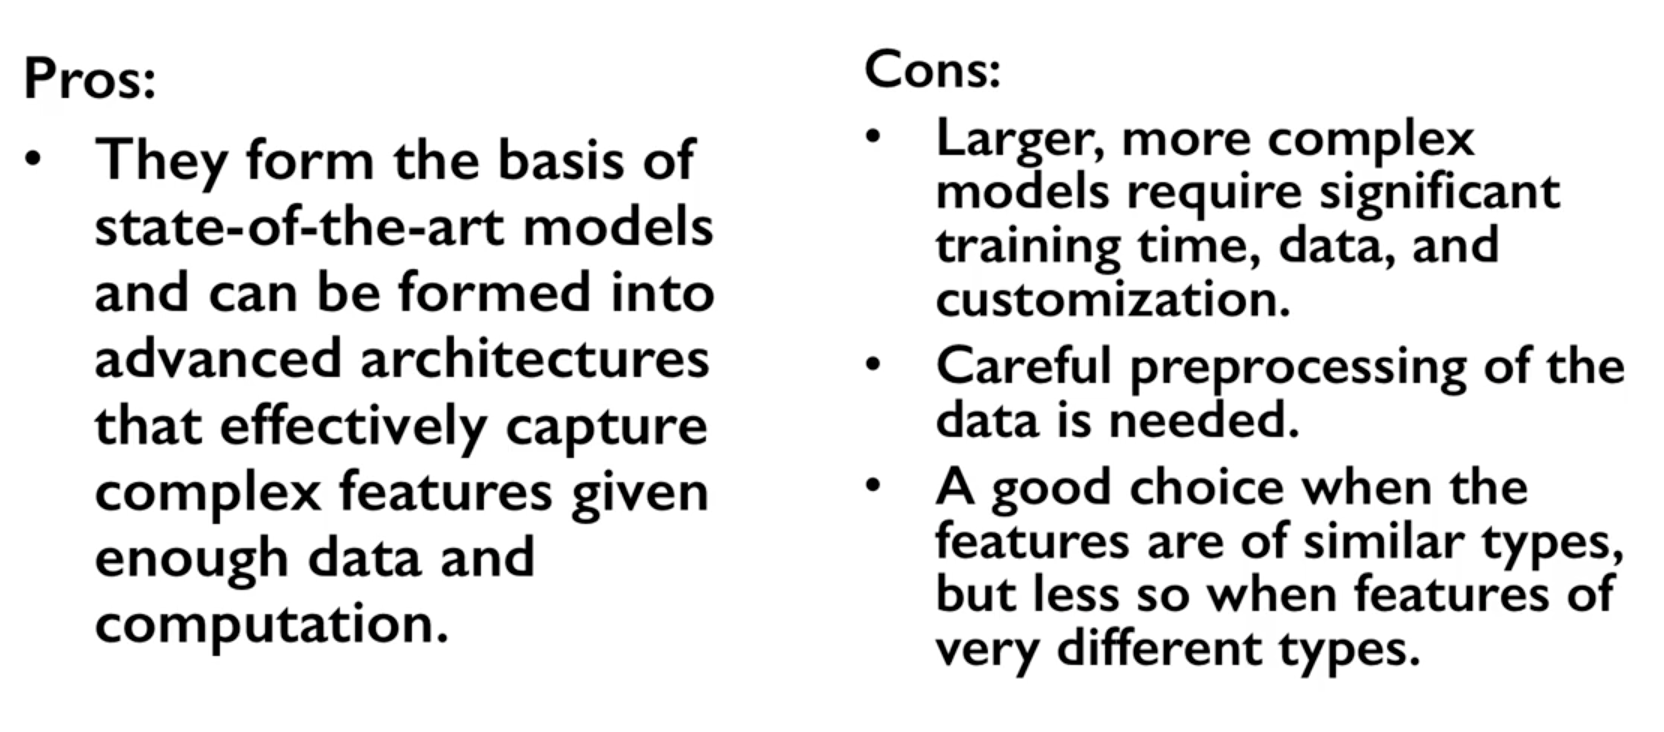 Pros:
• They form the basis of
state-of-the-art models
and can be formed into
advanced architectures
that effectively capture
complex features given
enough data and
computation.
Cons:
• Larger, more complex
models require significant
training time, data, and
customization.
• Careful preprocessing of the
data is needed.
• A good choice when the
features are of similar types,
but less so when features of
very different types.